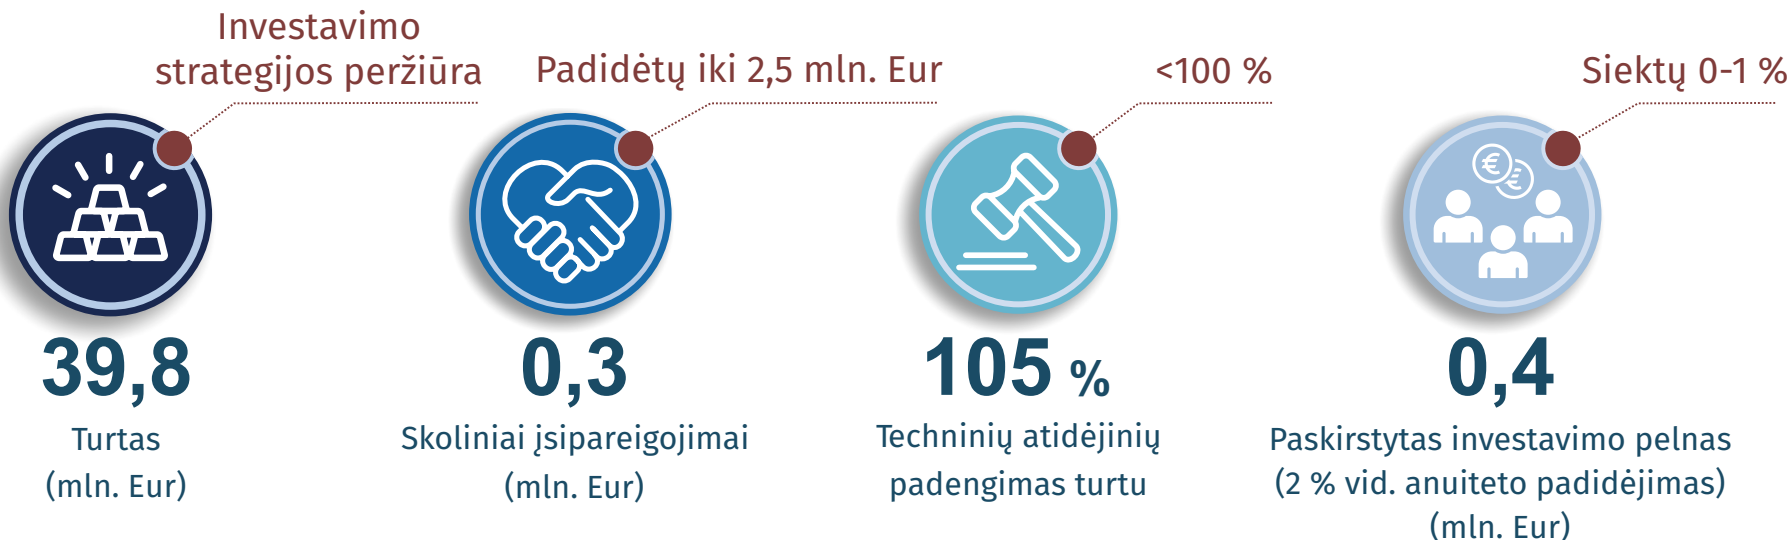 Investavimo
strategijos peržiūra
Padidėtų iki 2,5 mln. Eur
<100 %
Siektų 0-1 %
39,8
Turtas
(mln. Eur)
0,3
Skoliniai įsipareigojimai
(mln. Eur)
105 %
Techninių atidėjinių
padengimas turtu
0,4
Paskirstytas investavimo pelnas
(2 % vid. anuiteto padidėjimas)
(mln. Eur)